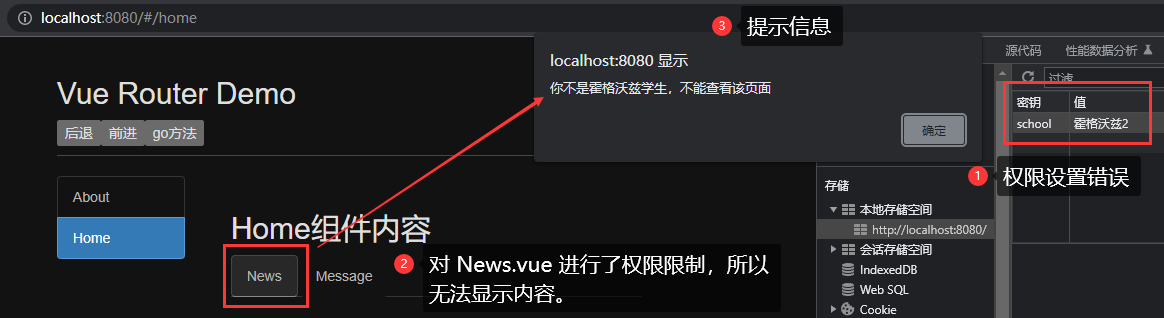 localhost:8080/#/home
3 提示信息
源代码 性能数据分析
localhost:8080 显示
你不是霍格沃兹学生，不能查看该页面
确定
过滤
密钥 值
school 霍格沃兹2
1 权限设置错误
Vue Router Demo
后退 前进 go方法
About
Home
Home组件内容
News Message
2 对 News.vue 进行了权限限制，所以
无法显示内容。
存储
本地存储空间
http://localhost:8080/
会话存储空间
IndexedDB
Web SQL
Cookie